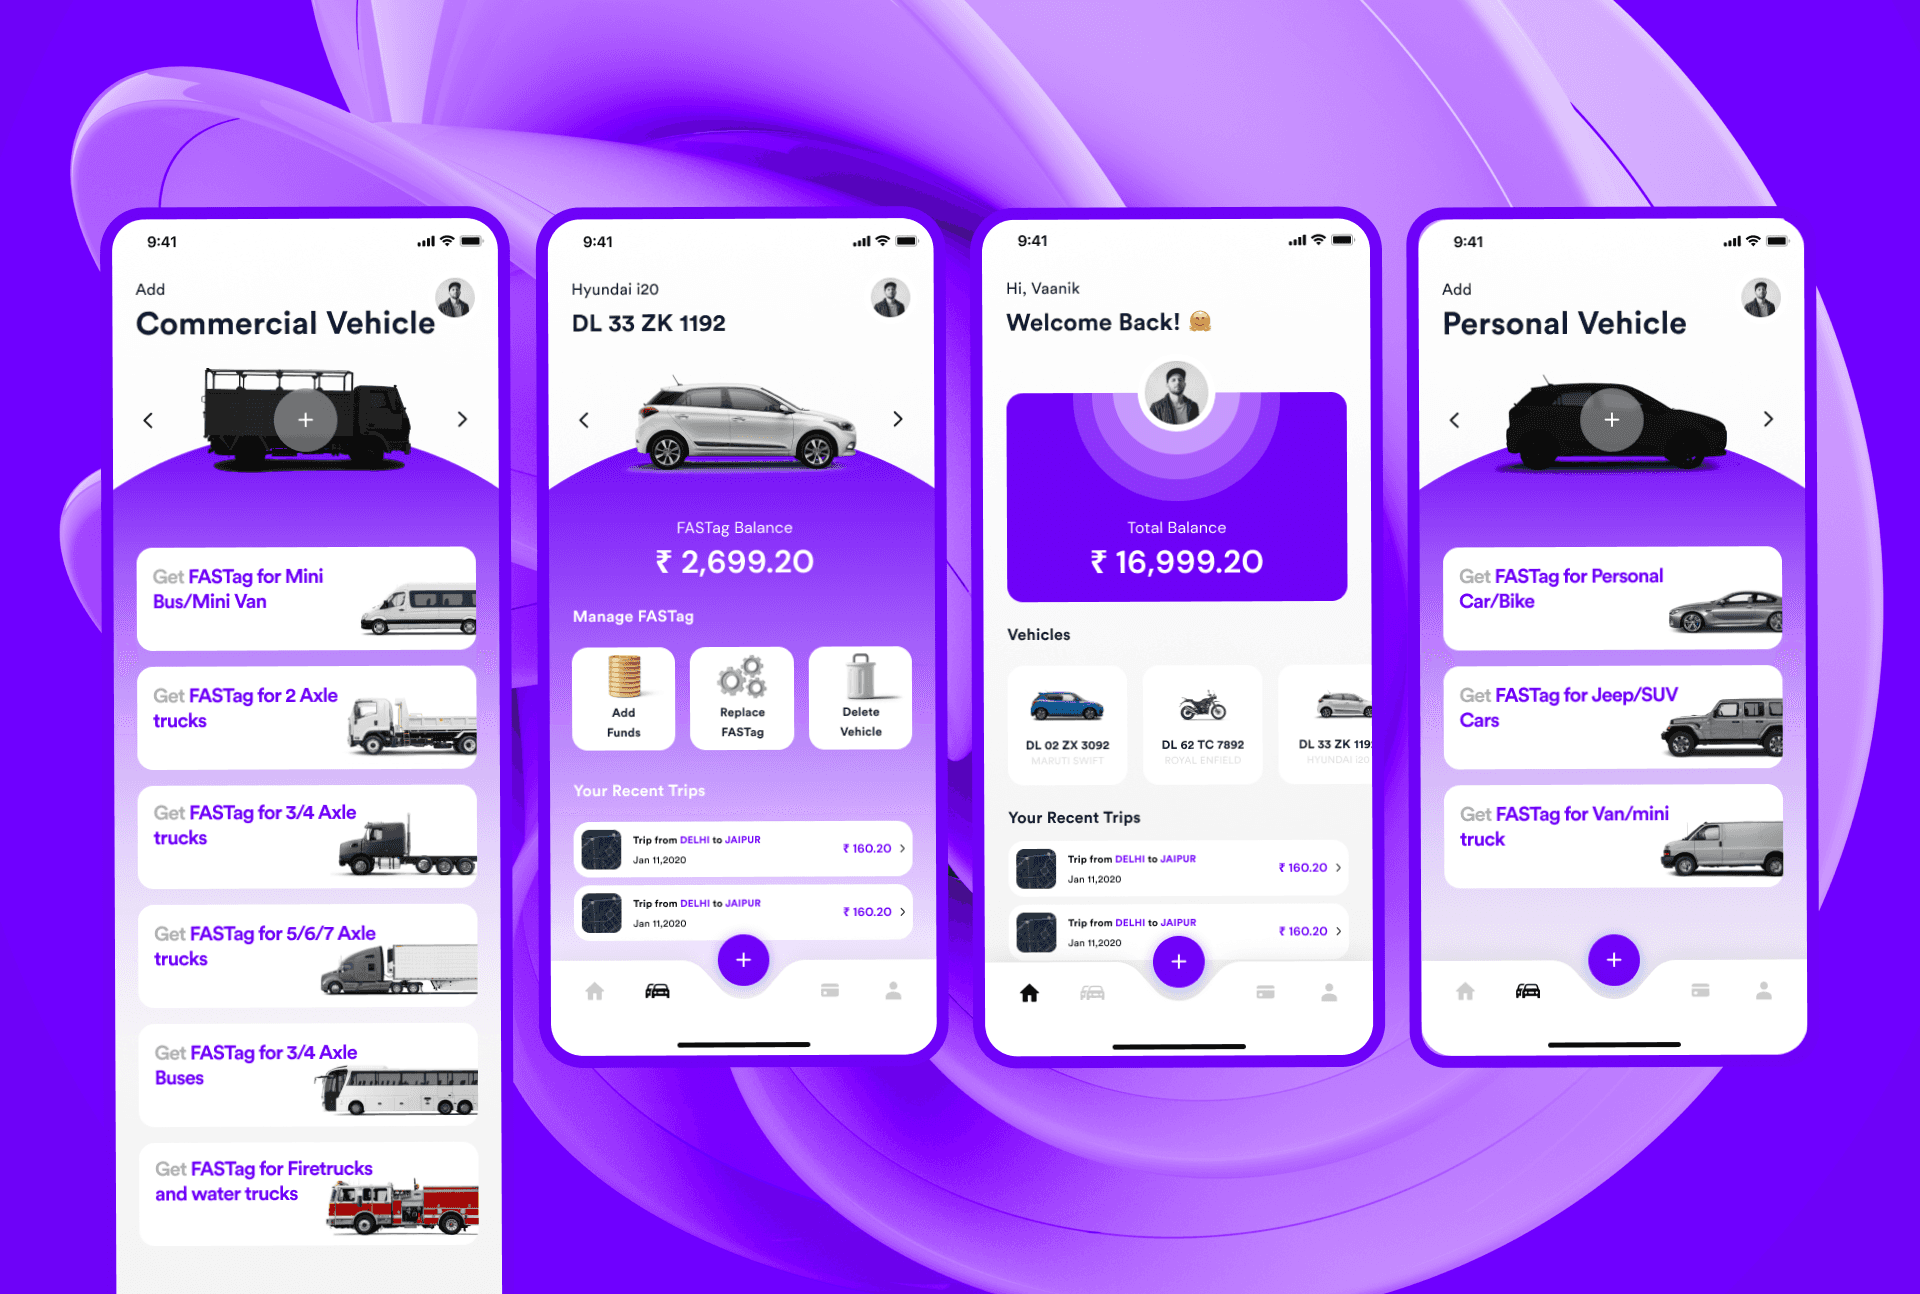 9:41
Add
Commercial Vehicle
Get FASTag for Mini
Bus/Mini Van
Get FASTag for 2 Axle
trucks
Get FASTag for 3/4 Axle
trucks
Get FASTag for 5/6/7 Axle
trucks
Get FASTag for 3/4 Axle
Buses
Get FASTag for Firetrucks
and water trucks
9:41
Hyundai i20
DL 33 ZK 1192
FASTag Balance
₹ 2,699.20
Manage FASTag
Add
Funds
Replace
FASTag
Delete
Vehicle
Your Recent Trips
Trip from DELHI to JAIPUR
Jan 11,2020
₹ 160.20
Trip from DELHI to JAIPUR
Jan 11,2020
₹ 160.20
9:41
Hi, Vaanik
Welcome Back! 🤗
Total Balance
₹ 16,999.20
Vehicles
DL 02 ZX 3092
MARUTI SWIFT
DL 62 TC 7892
ROYAL ENFIELD
DL 33 ZK 119
HYUNDAI i20
Your Recent Trips
Trip from DELHI to JAIPUR
Jan 11,2020
₹ 160.20
Trip from DELHI to JAIPUR
Jan 11,2020
₹ 160.20
9:41
Add
Personal Vehicle
Get FASTag for Personal
Car/Bike
Get FASTag for Jeep/SUV
Cars
Get FASTag for Van/mini
truck